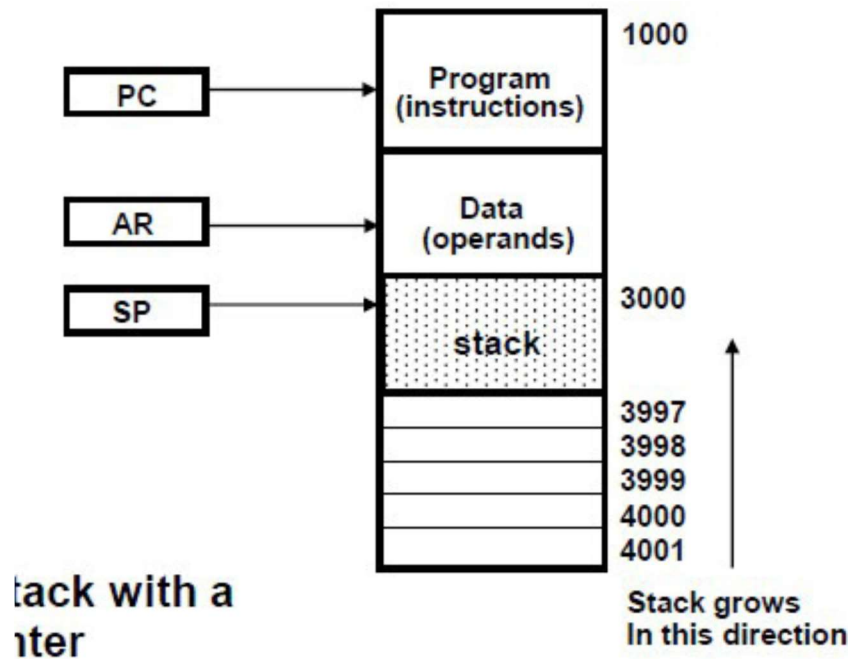 1000
Program
(instructions)
PC
Data
(operands)
AR
SP
3000
stack
3997
3998
3999
4000
4001
tack with a
nter
Stack grows
In this direction